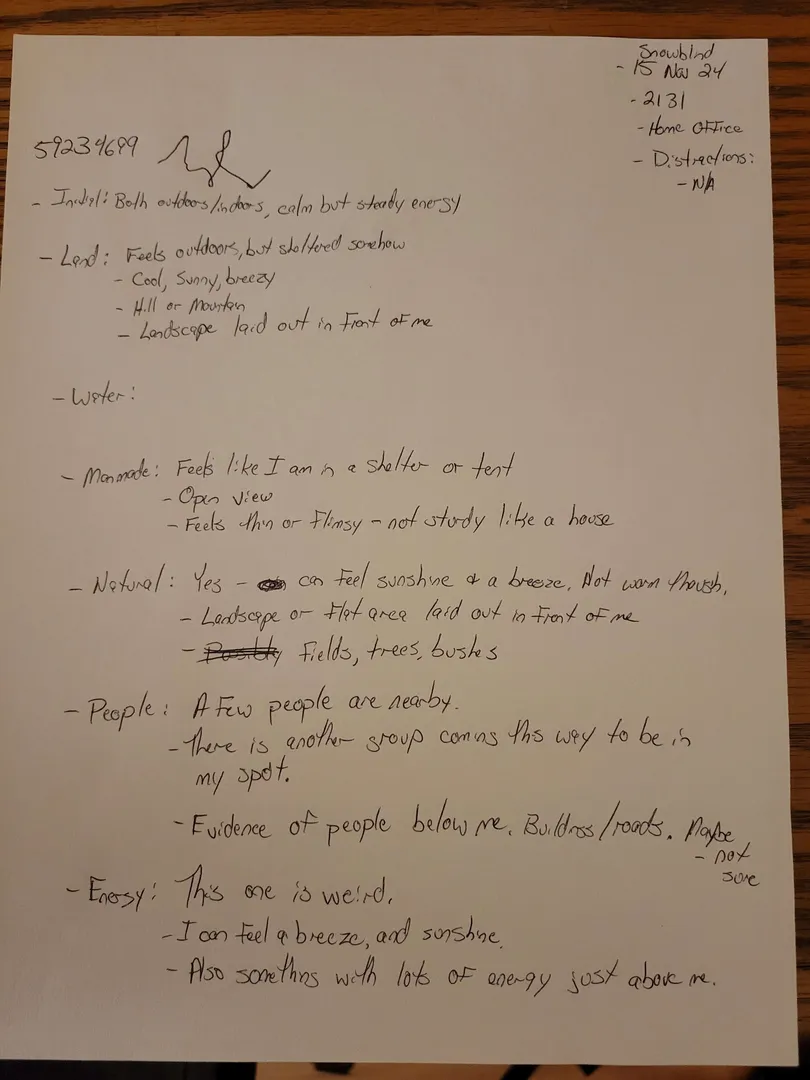 Snowblind
- 15 Nov 24
- 2131
- Home Office
- Distractions:
- N/A
59234699
- Initial: Both outdoors/indoors, calm but steady energy
- Land: Feels outdoors, but sheltered somehow
- Cool, Sunny, breezy
- Hill or Mountain
- Landscape laid out in front of me
- Water:
- Manmade: Feels like I am in a shelter or tent
- Open view
- Feels thin or flimsy - not sturdy like a house
- Natural: Yes - can feel sunshine & a breeze. Not warm though.
- Landscape or flat area laid out in front of me
- Possibly fields, trees, bushes
- People: A few people are nearby.
- There is another group coming this way to be in
my spot.
- Evidence of people below me. Buildings/roads. Maybe
- not
sure
- Energy: This one is weird.
- I can feel a breeze, and sunshine.
- Also something with lots of energy just above me.